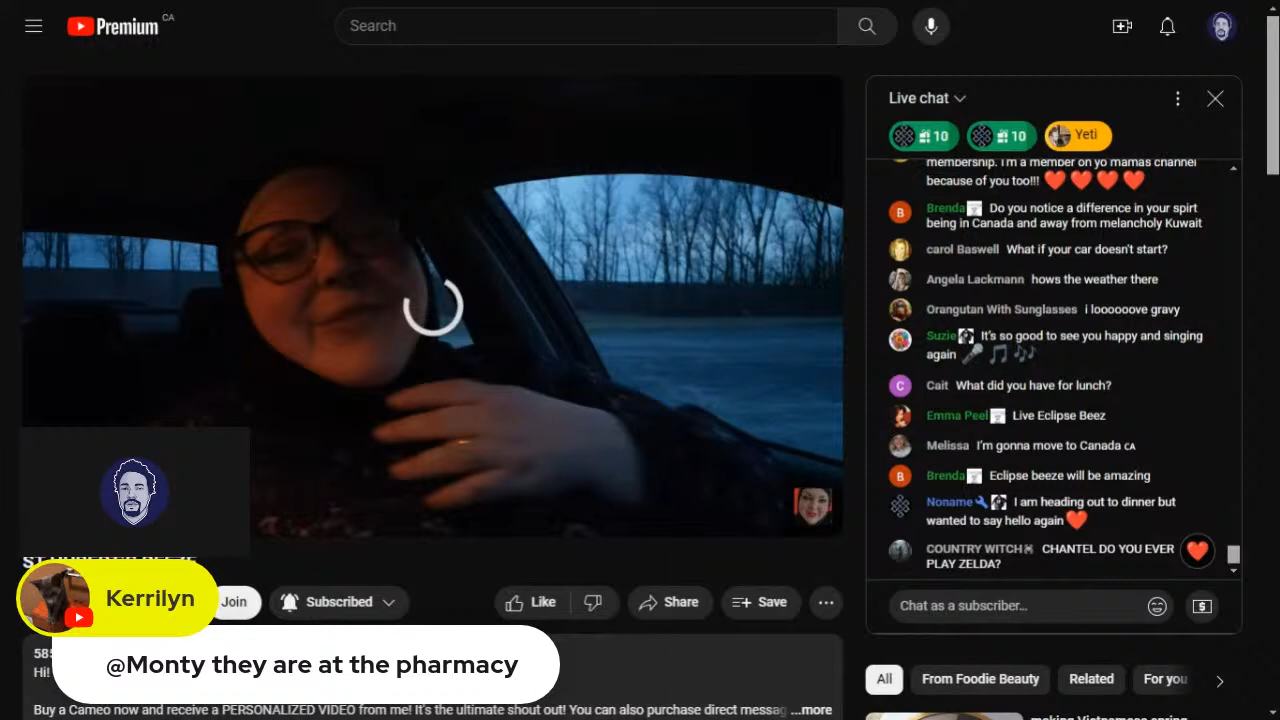 Premium CA
Search
Live chat
10
10
Yeti
membership. I'm a member on yo mamas channel
because of you too!!! ❤️❤️❤️❤️
B Brenda Do you notice a difference in your spirt
being in Canada and away from melancholy Kuwait
carol Baswell What if your car doesn't start?
Angela Lackmann hows the weather there
Orangutan With Sunglasses i loooooove gravy
Suzie It's so good to see you happy and singing
again 🎤🎵🎶
C Cait What did you have for lunch?
Emma Peel Live Eclipse Beez
Melissa I'm gonna move to Canada CA
B Brenda Eclipse beeze will be amazing
Noname I am heading out to dinner but
wanted to say hello again ❤️
COUNTRY WITCH CHANTEL DO YOU EVER
PLAY ZELDA?
Chat as a subscriber...
Join
Subscribed
Like
Share
Save
Kerrilyn
@Monty they are at the pharmacy
585
Hi!
Buy a Cameo now and receive a PERSONALIZED VIDEO from me! It's the ultimate shout out! You can also purchase direct messag ...more
All
From Foodie Beauty
Related
For you
making Vietnamese spring